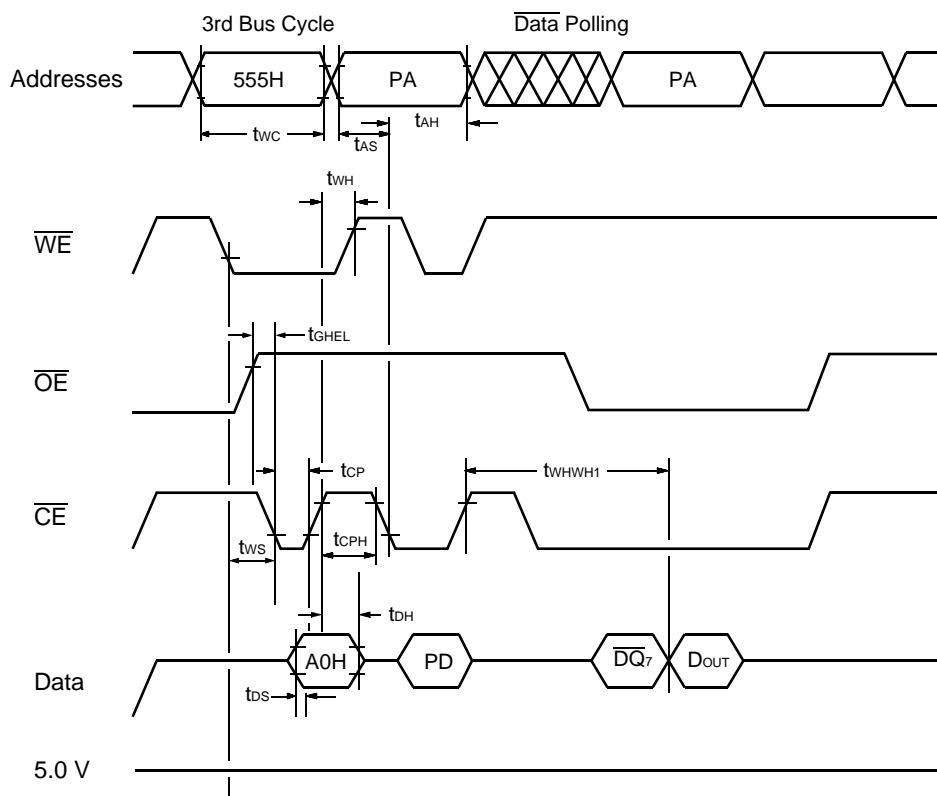 3rd Bus Cycle Data Polling
Addresses 555H PA PA
tWC tAS tAH
tWH
WE
tGHEL
OE
tCP tWHWH1
CE
tWS tCPH
tDH
Data A0H PD DQ7 DOUT
tDS
5.0 V